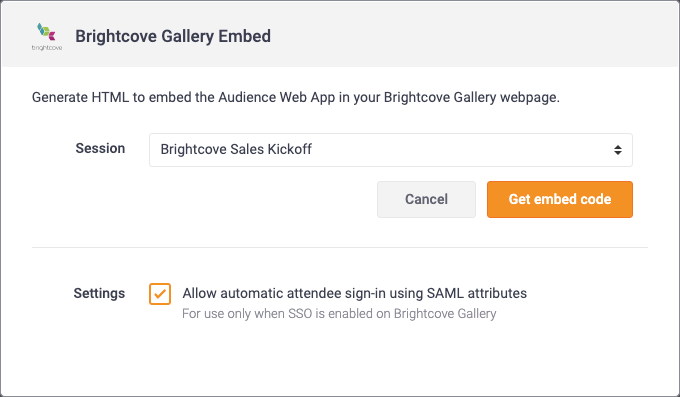 brightcove
Brightcove Gallery Embed
Generate HTML to embed the Audience Web App in your Brightcove Gallery webpage.
Session
Brightcove Sales Kickoff
Cancel
Get embed code
Settings
Allow automatic attendee sign-in using SAML attributes
For use only when SSO is enabled on Brightcove Gallery